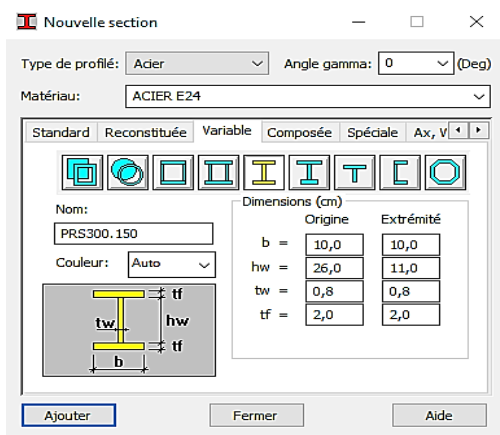 Nouvelle section
Type de profilé: Acier Angle gamma: 0 (Deg)
Matériau: ACIER E24
Standard Reconstituée Variable Composée Spéciale Ax, V
Nom:
PRS300.150
Couleur: Auto
Dimensions (cm)
Origine Extrémité
b = 10,0 10,0
hw = 26,0 11,0
tw = 0,8 0,8
tf = 2,0 2,0
tf
tw hw
tf
b
Ajouter Fermer Aide